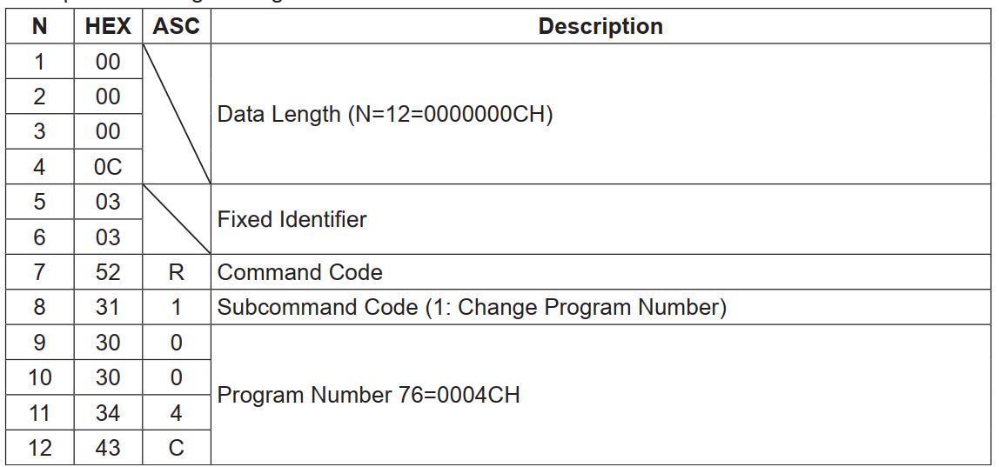 N HEX ASC Description
1 00
2 00
Data Length (N=12=0000000CH)
3 00
4 0C
5 03
Fixed Identifier
6 03
7 52 R Command Code
8 31 1 Subcommand Code (1: Change Program Number)
9 30 0
10 30 0
Program Number 76=0004CH
11 34 4
12 43 C